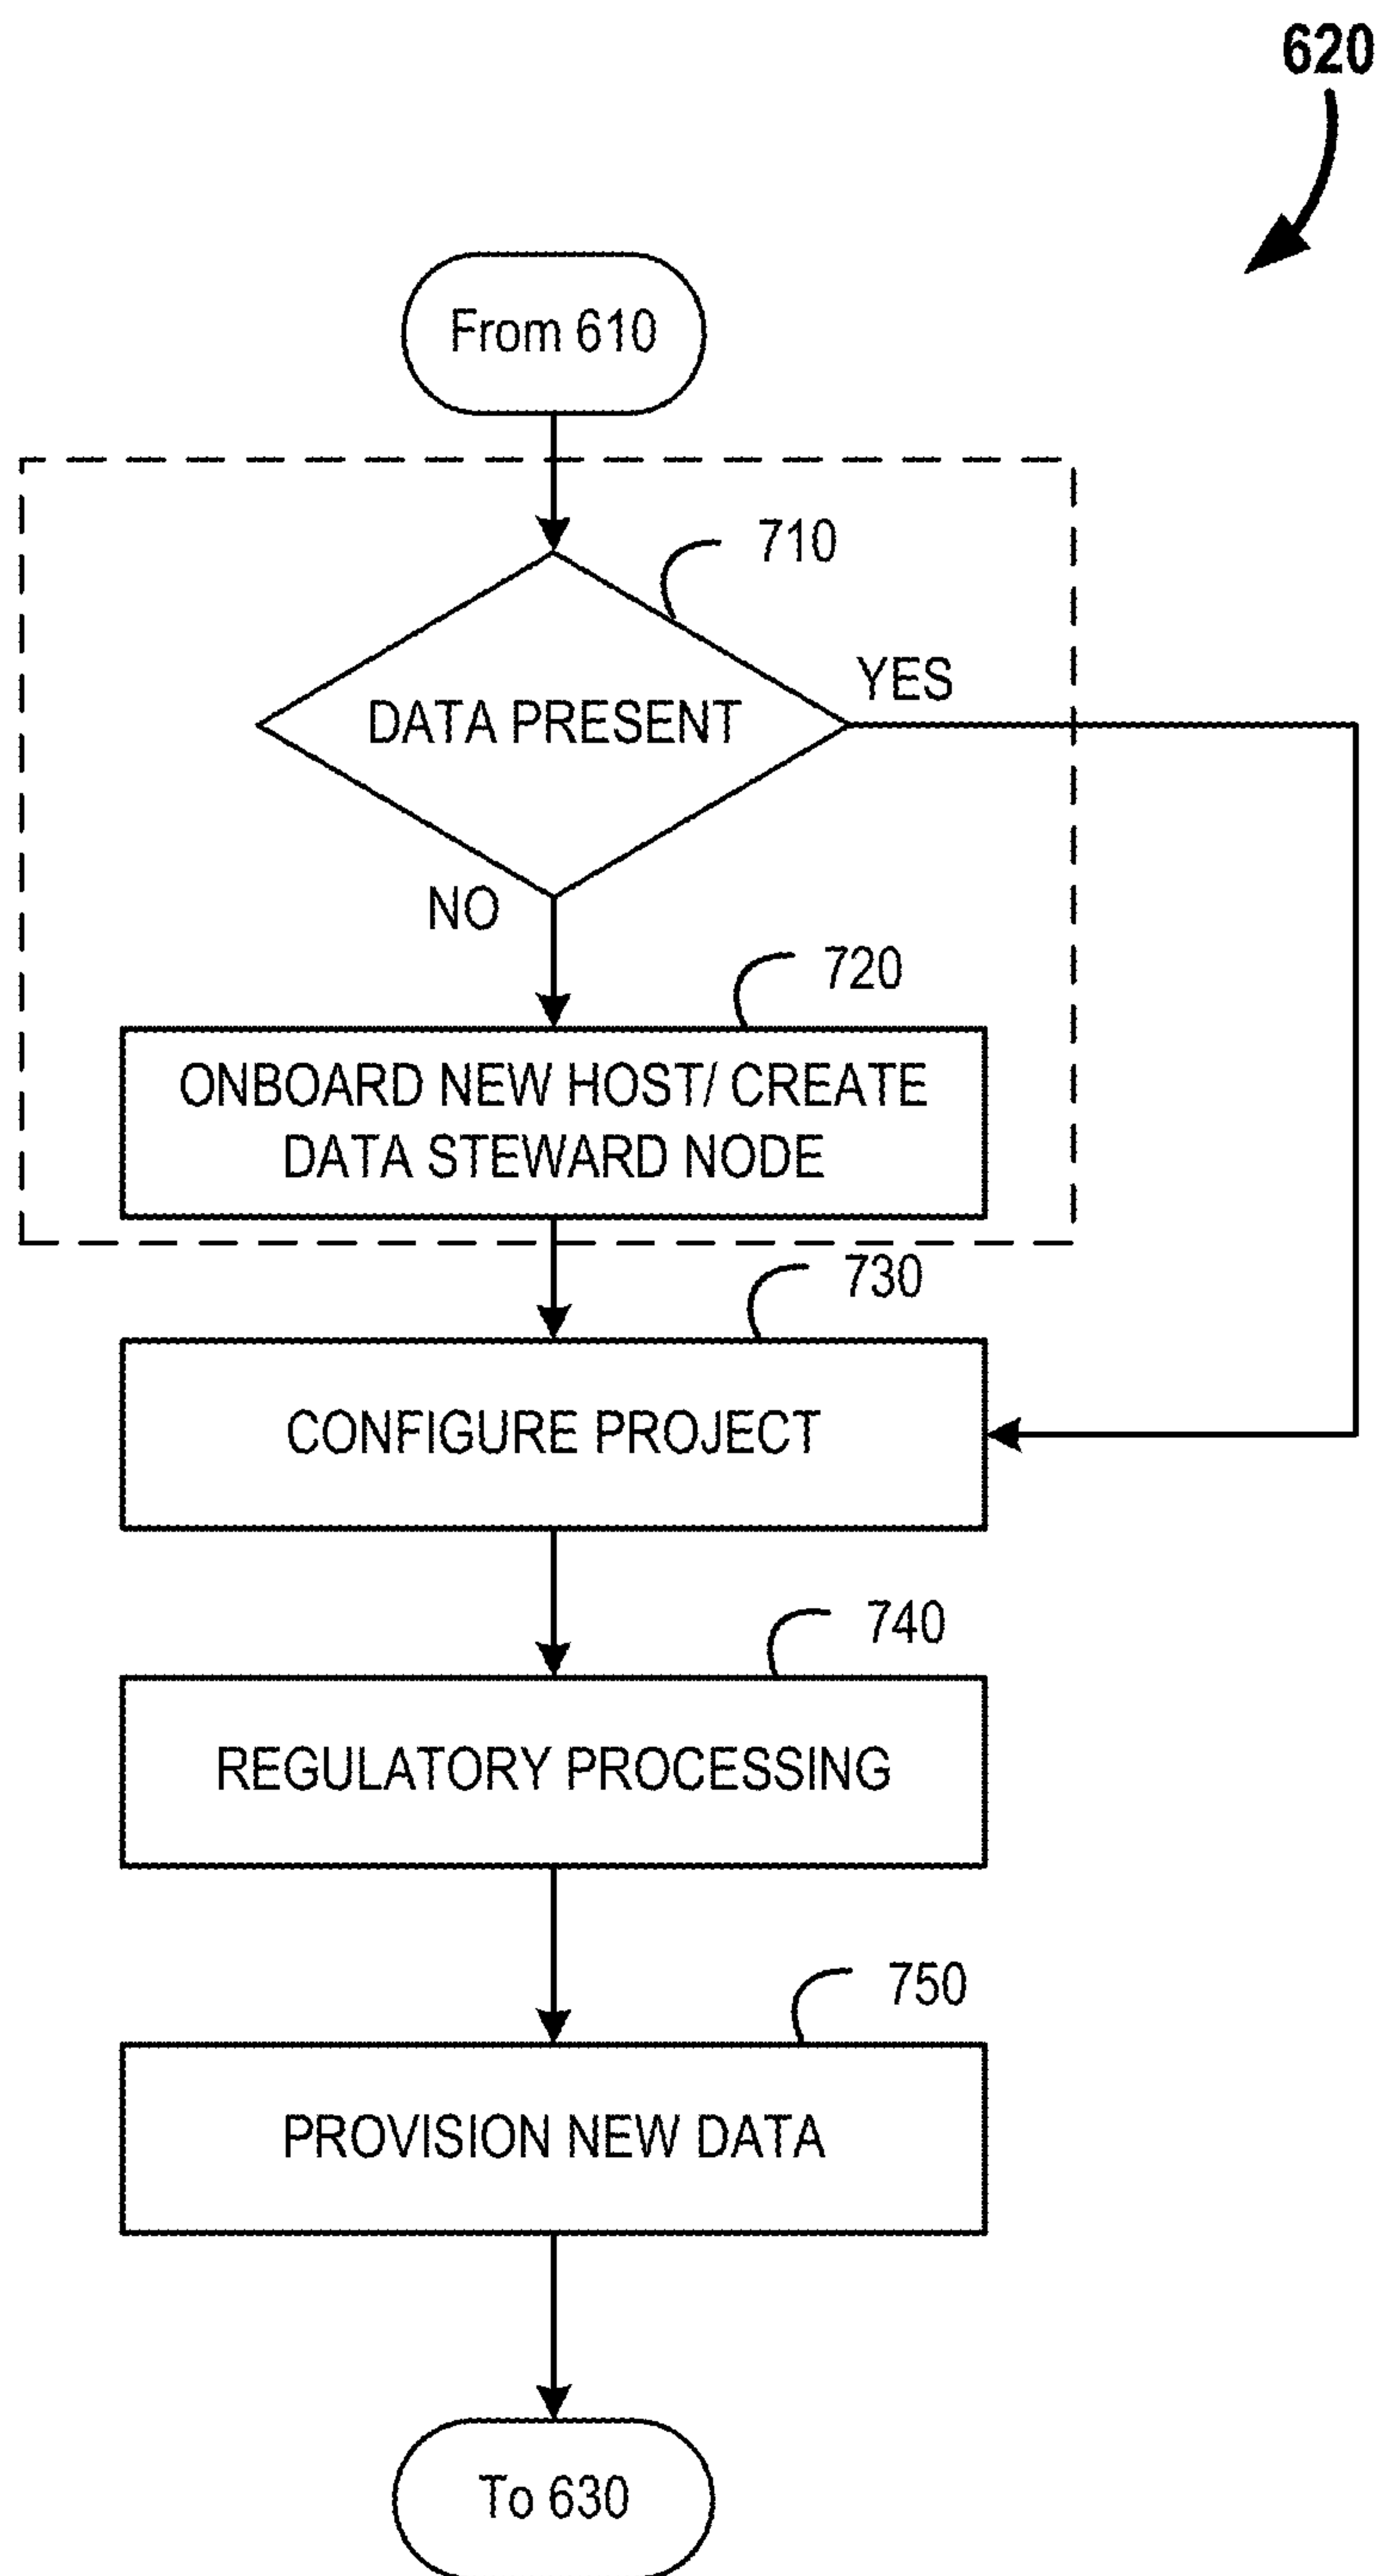 620
From 610
710
DATA PRESENT
YES
NO
720
ONBOARD NEW HOST/ CREATE
DATA STEWARD NODE
730
CONFIGURE PROJECT
740
REGULATORY PROCESSING
750
PROVISION NEW DATA
To 630